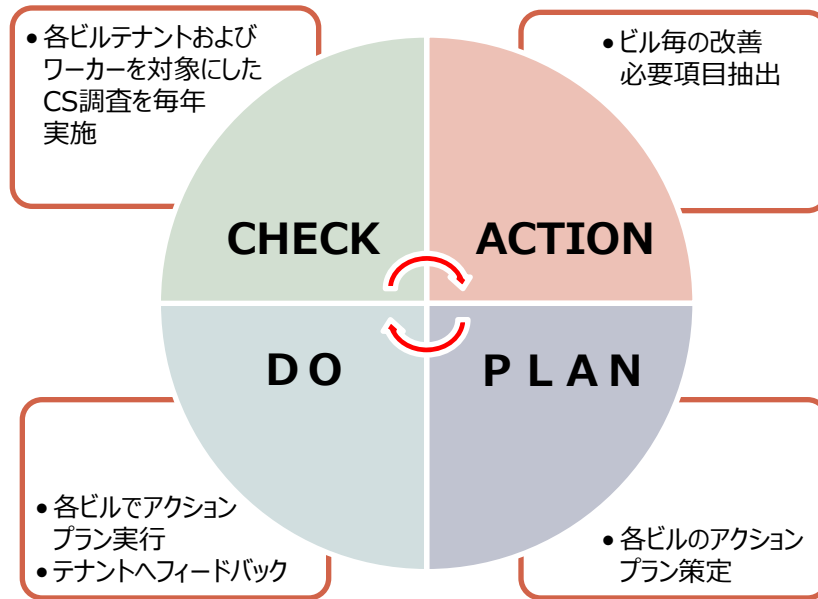 • 各ビルテナントおよび
ワーカーを対象にした
CS調査を毎年
実施
• ビル毎の改善
必要項目抽出
CHECK
ACTION
DO
PLAN
• 各ビルでアクション
プラン実行
• テナントへフィードバック
• 各ビルのアクション
プラン策定